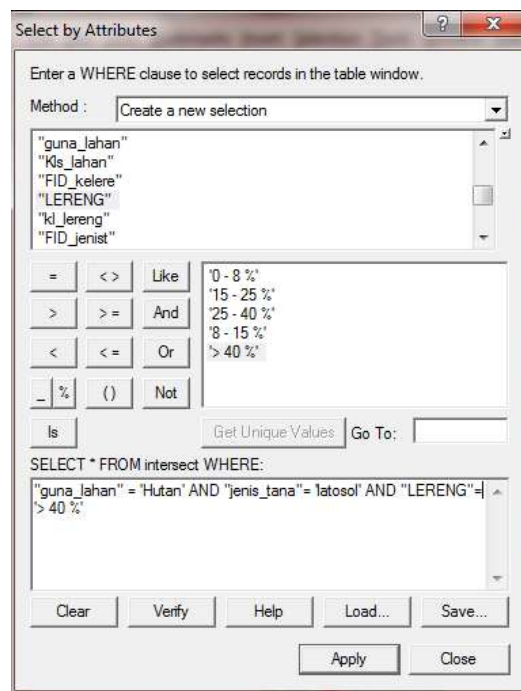 Select by Attributes
Enter a WHERE clause to select records in the table window.
Method : Create a new selection
"guna_lahan"
"Kls_lahan"
"FID_kelere"
"LERENG"
"kl_lereng"
"FID_jenist"
= < > Like
> > = And
< < = Or
_ % ( ) Not
Is
'0 - 8 %'
'15 - 25 %'
'25 - 40 %'
'8 - 15 %'
'> 40 %'
Get Unique Values Go To:
SELECT * FROM intersect WHERE:
"guna_lahan" = 'Hutan' AND "jenis_tana"= 'latosol' AND "LERENG"=
'> 40 %'
Clear Verify Help Load... Save...
Apply Close